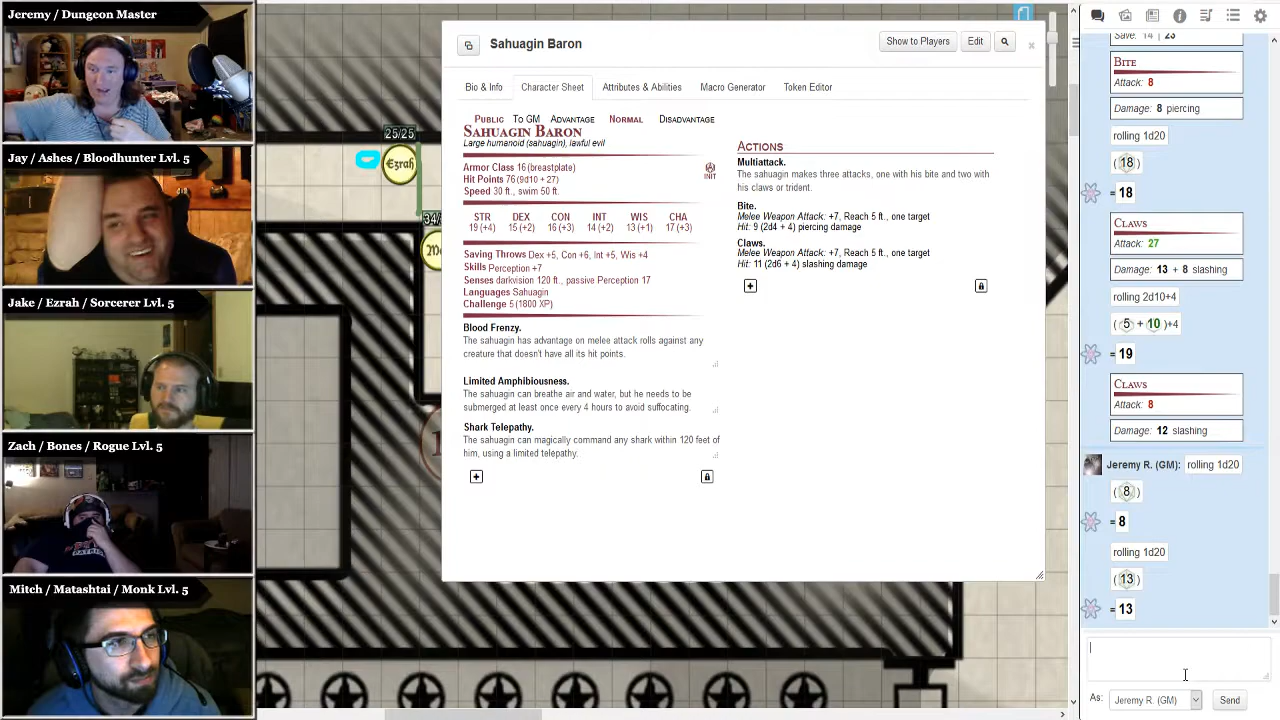 Jeremy / Dungeon Master
Jay / Ashes / Bloodhunter Lvl. 5
Jake / Ezrah / Sorcerer Lvl. 5
Zach / Bones / Rogue Lvl. 5
Mitch / Matashtai / Monk Lvl. 5
25/25
Ezrah
34/
Sahuagin Baron
Show to Players
Edit
Bio & Info
Character Sheet
Attributes & Abilities
Macro Generator
Token Editor
PUBLIC TO GM ADVANTAGE NORMAL DISADVANTAGE
SAHUAGIN BARON
Large humanoid (sahuagin), lawful evil
Armor Class 16 (breastplate)
Hit Points 76 (9d10 + 27)
Speed 30 ft., swim 50 ft.
INIT
STR DEX CON INT WIS CHA
19 (+4) 15 (+2) 16 (+3) 14 (+2) 13 (+1) 17 (+3)
Saving Throws Dex +5, Con +6, Int +5, Wis +4
Skills Perception +7
Senses darkvision 120 ft., passive Perception 17
Languages Sahuagin
Challenge 5 (1800 XP)
Blood Frenzy.
The sahuagin has advantage on melee attack rolls against any
creature that doesn't have all its hit points.
Limited Amphibiousness.
The sahuagin can breathe air and water, but he needs to be
submerged at least once every 4 hours to avoid suffocating.
Shark Telepathy.
The sahuagin can magically command any shark within 120 feet of
him, using a limited telepathy.
ACTIONS
Multiattack.
The sahuagin makes three attacks, one with his bite and two with
his claws or trident.
Bite.
Melee Weapon Attack: +7, Reach 5 ft., one target
Hit: 9 (2d4 + 4) piercing damage
Claws.
Melee Weapon Attack: +7, Reach 5 ft., one target
Hit: 11 (2d6 + 4) slashing damage
Save: 14 | 23
BITE
Attack: 8
Damage: 8 piercing
rolling 1d20
(18)
= 18
CLAWS
Attack: 27
Damage: 13 + 8 slashing
rolling 2d10+4
(5 + 10)+4
= 19
CLAWS
Attack: 8
Damage: 12 slashing
Jeremy R. (GM): rolling 1d20
(8)
= 8
rolling 1d20
(13)
= 13
As: Jeremy R. (GM) Send